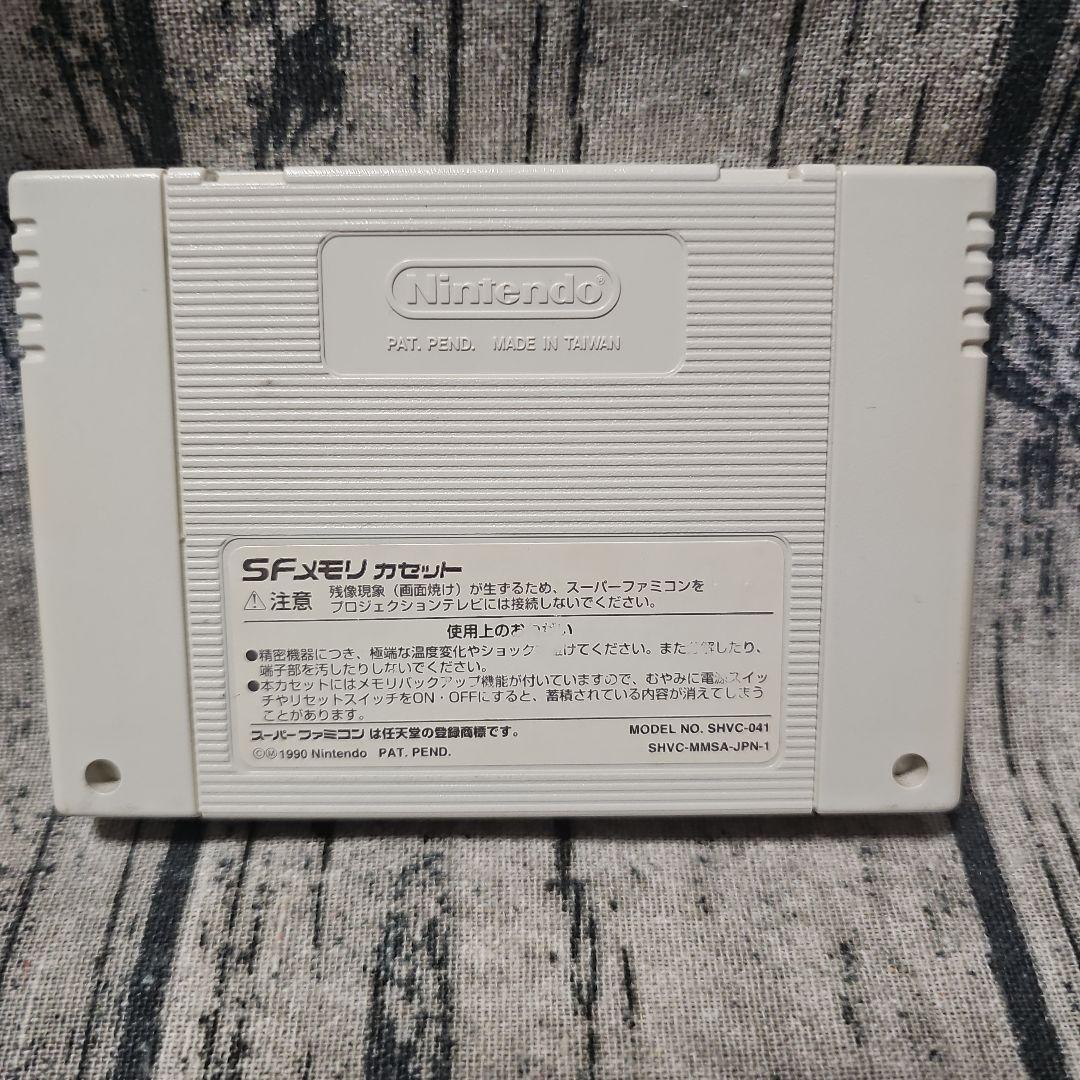 Nintendo®
PAT. PEND. MADE IN TAIWAN
SFメモリ カセット
⚠注意 残像現象(画面焼け)が生ずるため、スーパーファミコンを
プロジェクションテレビには接続しないでください。
使用上の
●精密機器につき、極端な温度変化やショック けてください。また したり、
端子部を汚したりしないでください。
●本カセットにはメモリバックアップ機能が付いていますので、むやみに電源スイッ
チやリセットスイッチをON・OFFにすると、蓄積されている内容が消えてしまう
ことがあります。
スーパーファミコンは任天堂の登録商標です。
MODEL NO. SHVC-041
ⒸⓂ1990 Nintendo PAT. PEND.
SHVC-MMSA-JPN-1